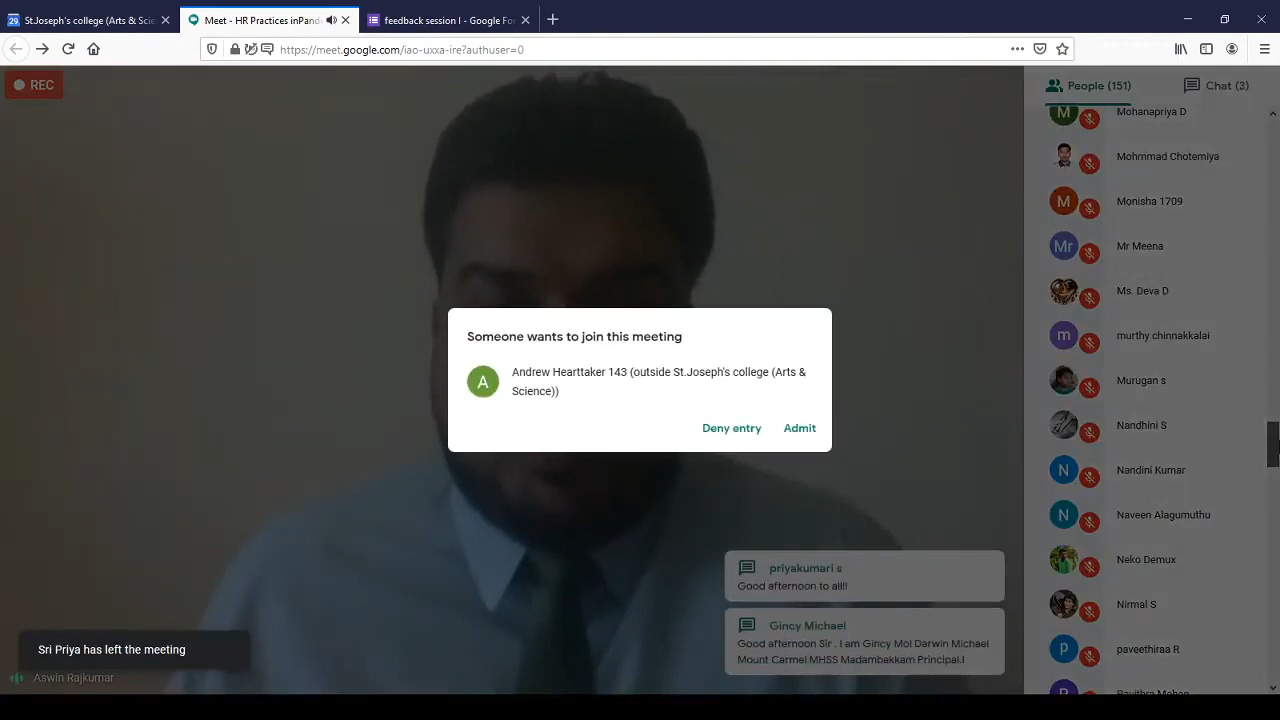 St.Joseph's college (Arts & Scie
Meet - HR Practices inPande
feedback session I - Google For
https://meet.google.com/iao-uxxa-ire?authuser=0
REC
People (151)
Chat (3)
Mohanapriya D
Mohmmad Chotemiya
Monisha 1709
Mr Meena
Ms. Deva D
murthy chinnakkalai
Murugan s
Nandhini S
Nandini Kumar
Naveen Alagumuthu
Neko Demux
Nirmal S
paveethiraa R
Pavithra Mohan
Someone wants to join this meeting
A
Andrew Hearttaker 143 (outside St.Joseph's college (Arts &
Science))
Deny entry
Admit
priyakumari s
Good afternoon to all!!
Gincy Michael
Good afternoon Sir . I am Gincy Mol Darwin Michael
Mount Carmel MHSS Madambakkam Principal.I
Sri Priya has left the meeting
Aswin Rajkumar